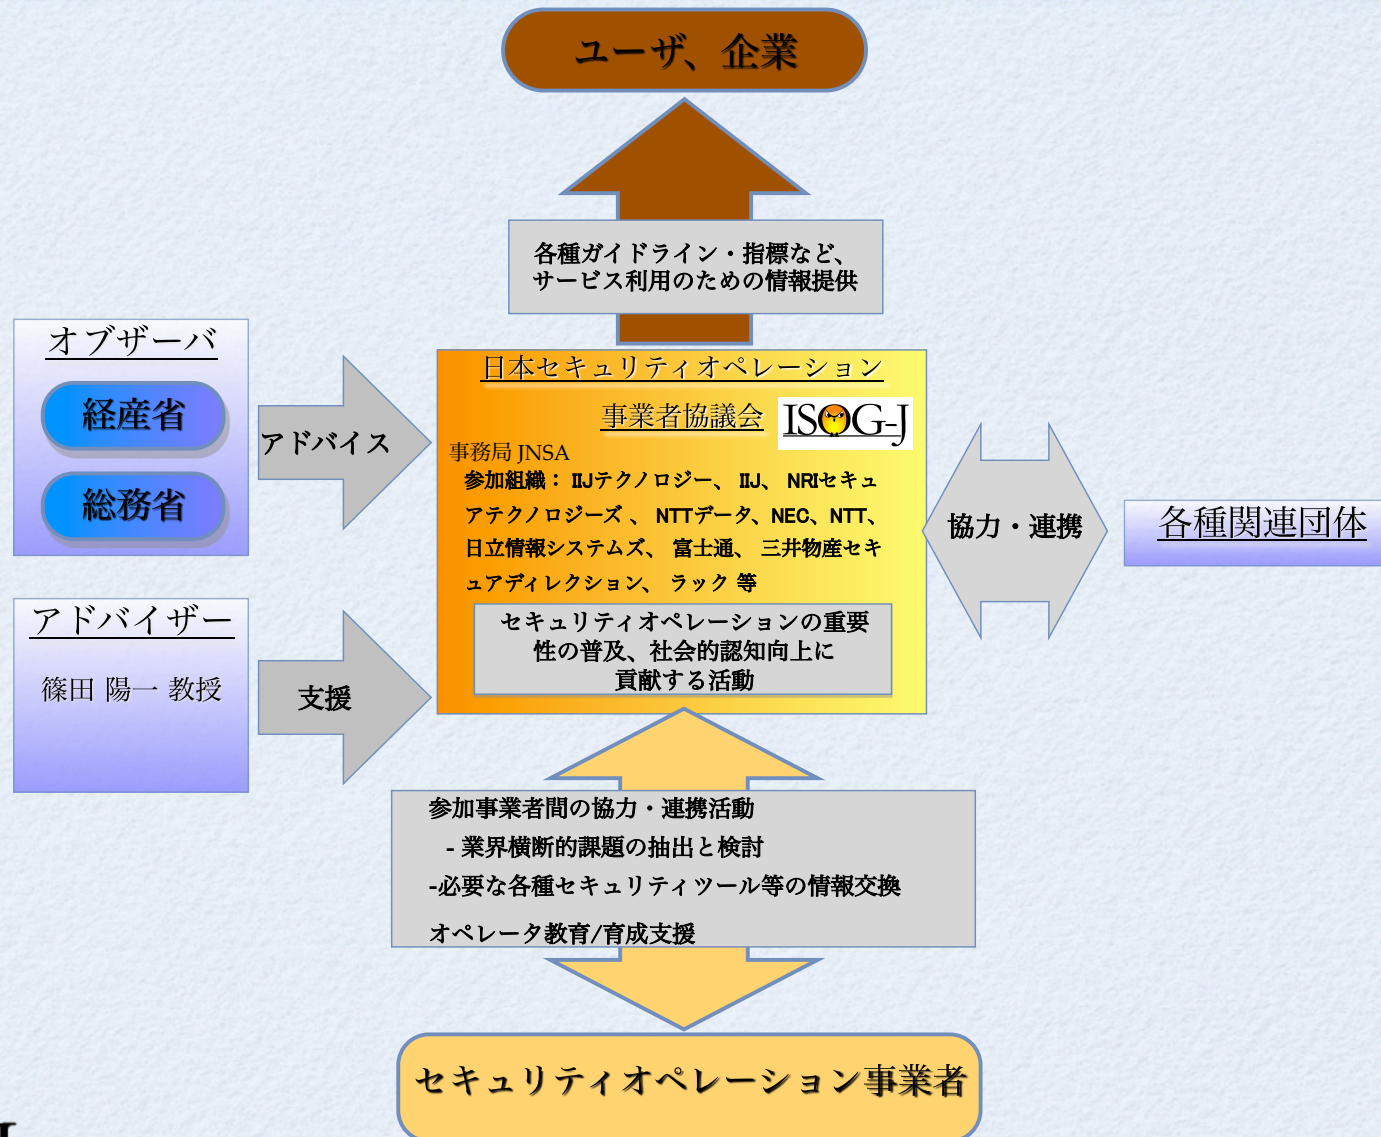 ユーザ、企業
各種ガイドライン・指標など、
サービス利用のための情報提供
オブザーバ
経産省
総務省
アドバイス
日本セキュリティオペレーション
事業者協議会
ISOG-J
事務局 JNSA
参加組織： IIJテクノロジー、 IIJ、 NRIセキュ
アテクノロジーズ 、 NTTデータ、NEC、NTT、
日立情報システムズ、 富士通、 三井物産セキ
ュアディレクション、 ラック 等
セキュリティオペレーションの重要
性の普及、社会的認知向上に
貢献する活動
協力・連携
各種関連団体
アドバイザー
篠田 陽一 教授
支援
参加事業者間の協力・連携活動
- 業界横断的課題の抽出と検討
-必要な各種セキュリティツール等の情報交換
オペレータ教育/育成支援
セキュリティオペレーション事業者